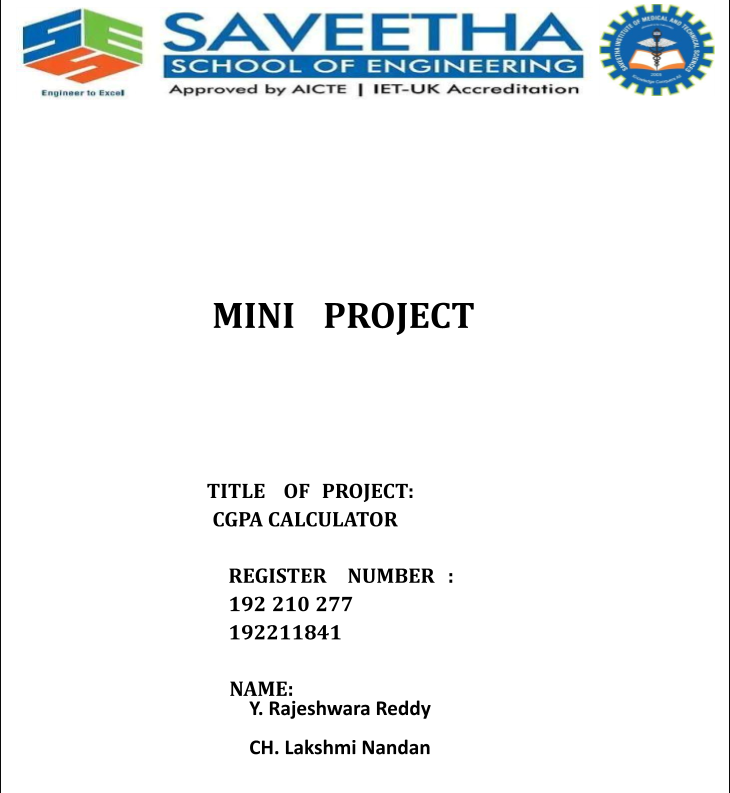 SAVEETHA
SCHOOL OF ENGINEERING
Approved by AICTE | IET-UK Accreditation
SSE
Engineer to Excel
SAVEETHA INSTITUTE OF MEDICAL AND TECHNICAL SCIENCES
2005
MINI PROJECT
TITLE OF PROJECT:
CGPA CALCULATOR
REGISTER NUMBER :
192 210 277
192211841
NAME:
Y. Rajeshwara Reddy
CH. Lakshmi Nandan